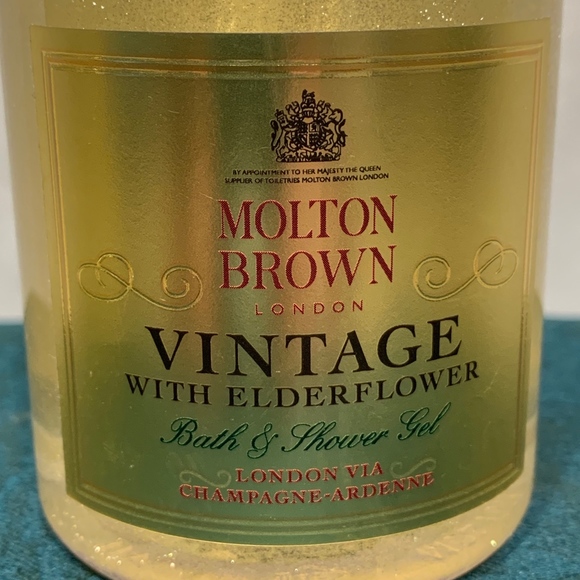 BY APPOINTMENT TO HER MAJESTY THE QUEEN
SUPPLIER OF TOILETRIES MOLTON BROWN LONDON
MOLTON
BROWN
LONDON
VINTAGE
WITH ELDERFLOWER
Bath & Shower Gel
LONDON VIA
CHAMPAGNE-ARDENNE